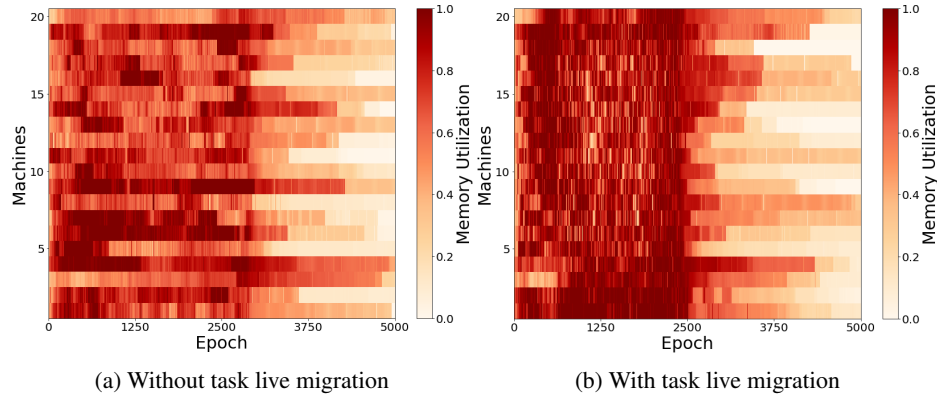 20
15
10
5
Machines
0 1250 2500 3750 5000
Epoch
1.0
0.8
0.6
0.4
0.2
0.0
Memory Utilization
(a) Without task live migration
20
15
10
5
Machines
0 1250 2500 3750 5000
Epoch
1.0
0.8
0.6
0.4
0.2
0.0
Memory Utilization
(b) With task live migration